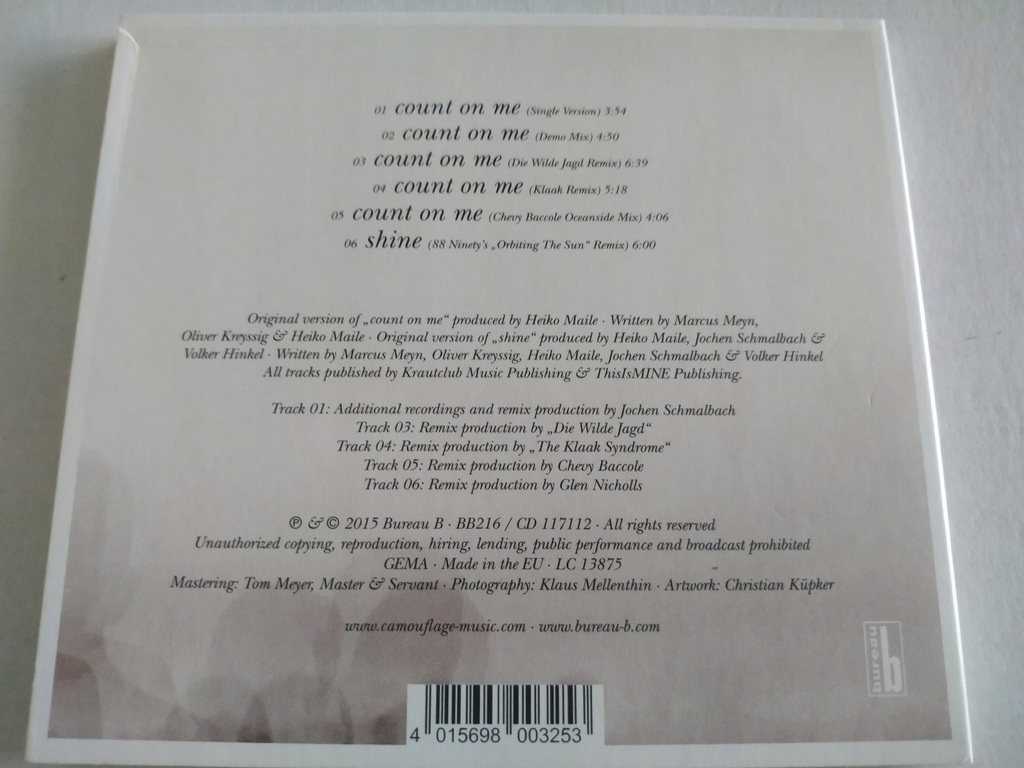 01 count on me (Single Version) 3:54
02 count on me (Demo Mix) 4:50
03 count on me (Die Wilde Jagd Remix) 6:39
04 count on me (Klaak Remix) 5:18
05 count on me (Chevy Baccole Oceanside Mix) 4:06
06 shine (88 Ninety's „Orbiting The Sun“ Remix) 6:00
Original version of „count on me“ produced by Heiko Maile · Written by Marcus Meyn,
Oliver Kreyssig & Heiko Maile · Original version of „shine“ produced by Heiko Maile, Jochen Schmalbach &
Volker Hinkel · Written by Marcus Meyn, Oliver Kreyssig, Heiko Maile, Jochen Schmalbach & Volker Hinkel
All tracks published by Krautclub Music Publishing & ThisIsMINE Publishing.
Track 01: Additional recordings and remix production by Jochen Schmalbach
Track 03: Remix production by „Die Wilde Jagd“
Track 04: Remix production by „The Klaak Syndrome“
Track 05: Remix production by Chevy Baccole
Track 06: Remix production by Glen Nicholls
℗ & © 2015 Bureau B · BB216 / CD 117112 · All rights reserved
Unauthorized copying, reproduction, hiring, lending, public performance and broadcast prohibited
GEMA · Made in the EU · LC 13875
Mastering: Tom Meyer, Master & Servant · Photography: Klaus Mellenthin · Artwork: Christian Küpker
www.camouflage-music.com · www.bureau-b.com
bureau b
4 015698 003253